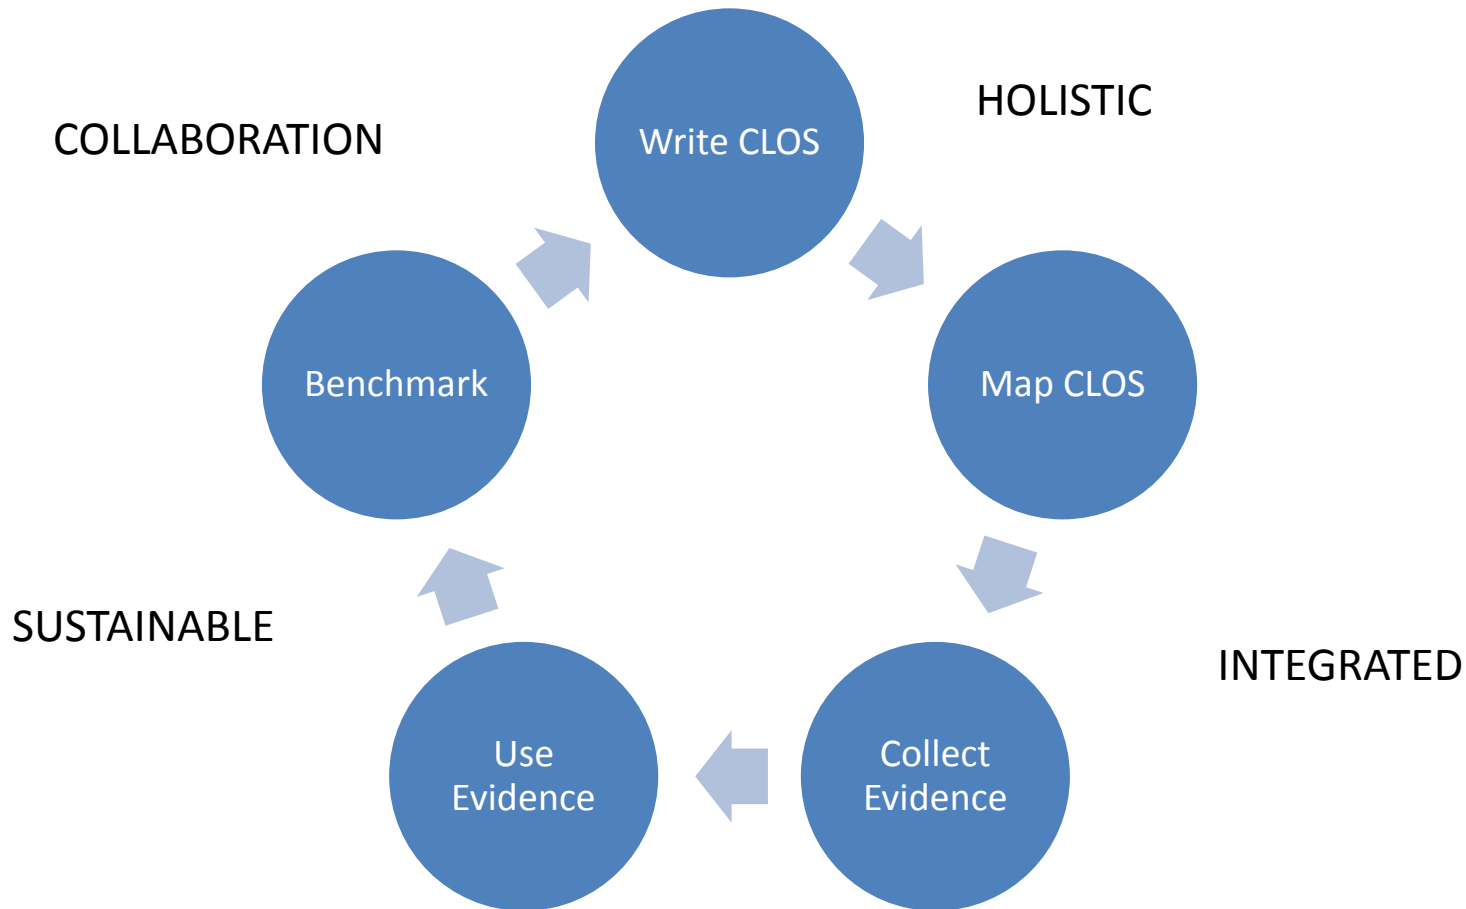 HOLISTIC
COLLABORATION
Write CLOS
Benchmark
Map CLOS
SUSTAINABLE
INTEGRATED
Use
Evidence
Collect
Evidence